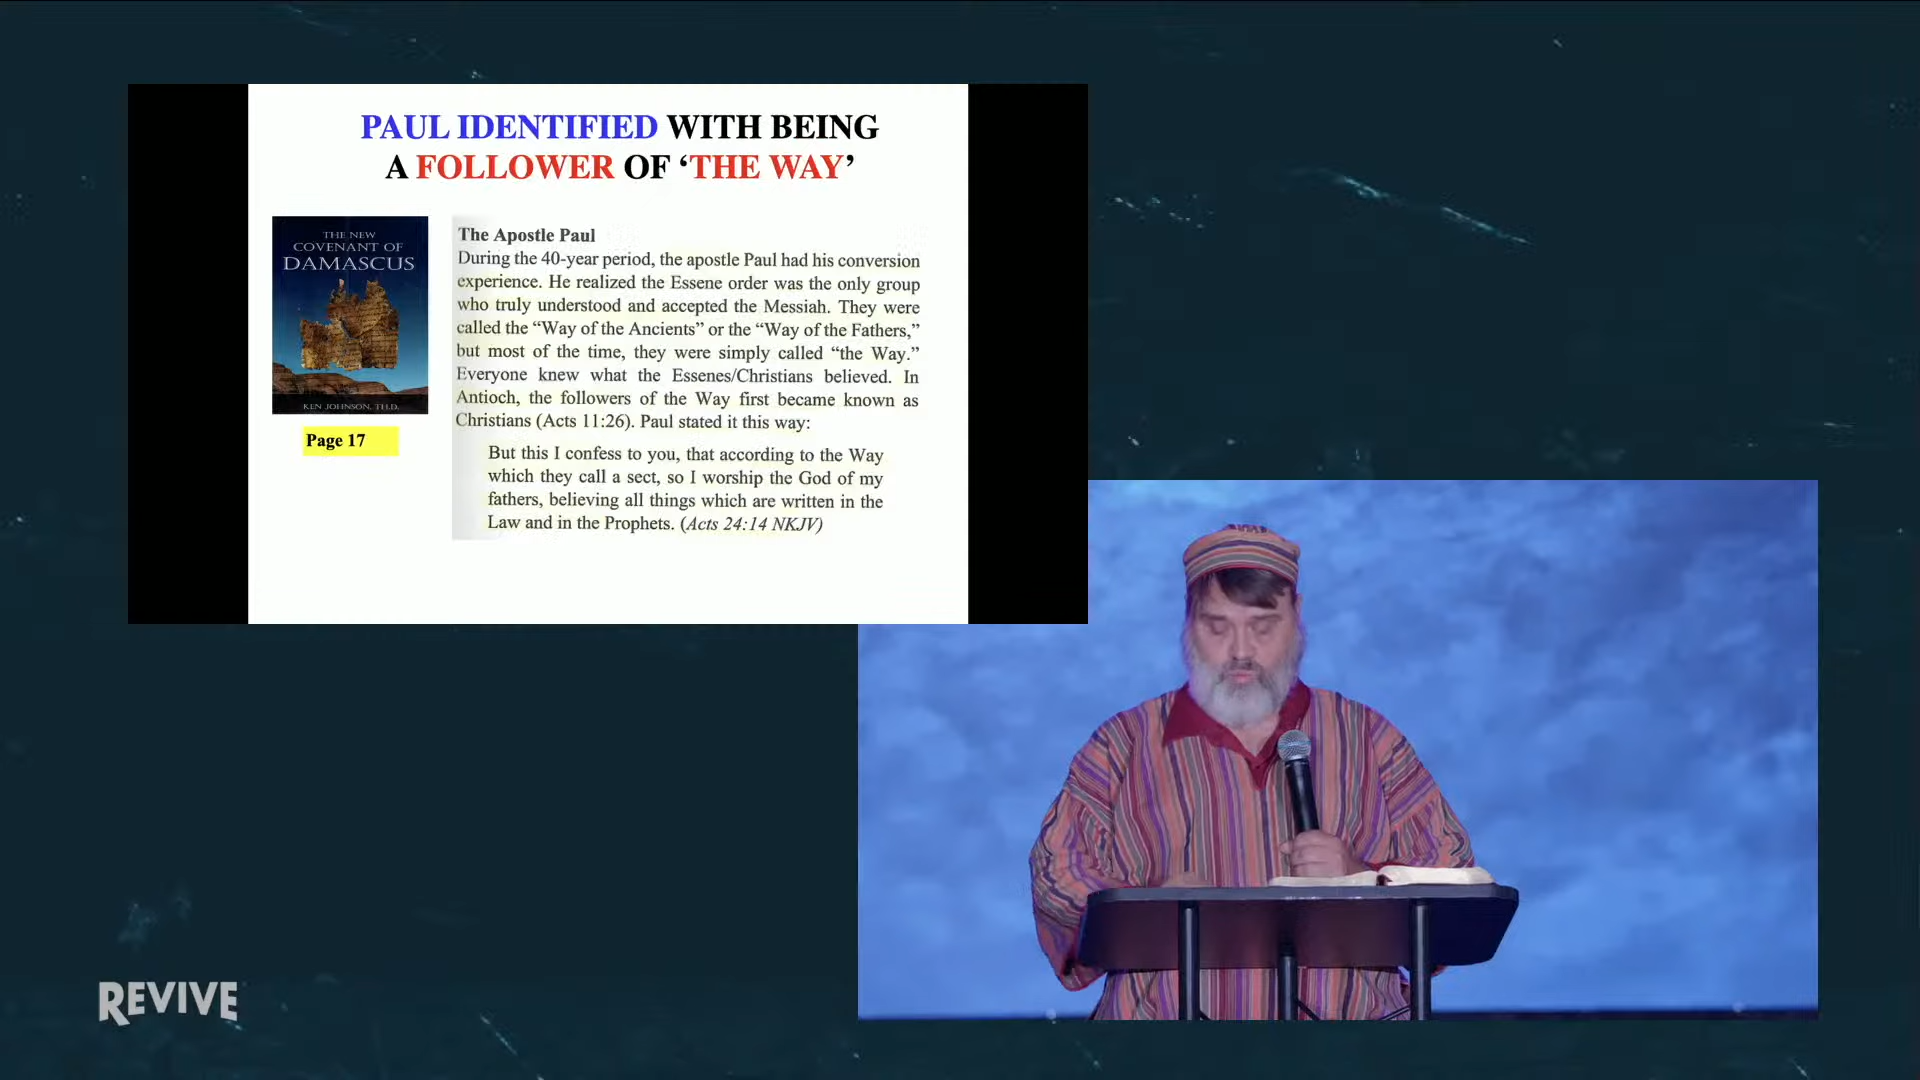 PAUL IDENTIFIED WITH BEING
A FOLLOWER OF ‘THE WAY’
THE NEW
COVENANT OF
DAMASCUS
KEN JOHNSON, TH.D.
Page 17
The Apostle Paul
During the 40-year period, the apostle Paul had his conversion
experience. He realized the Essene order was the only group
who truly understood and accepted the Messiah. They were
called the “Way of the Ancients” or the “Way of the Fathers,”
but most of the time, they were simply called “the Way.”
Everyone knew what the Essenes/Christians believed. In
Antioch, the followers of the Way first became known as
Christians (Acts 11:26). Paul stated it this way:
But this I confess to you, that according to the Way
which they call a sect, so I worship the God of my
fathers, believing all things which are written in the
Law and in the Prophets. (Acts 24:14 NKJV)
REVIVE